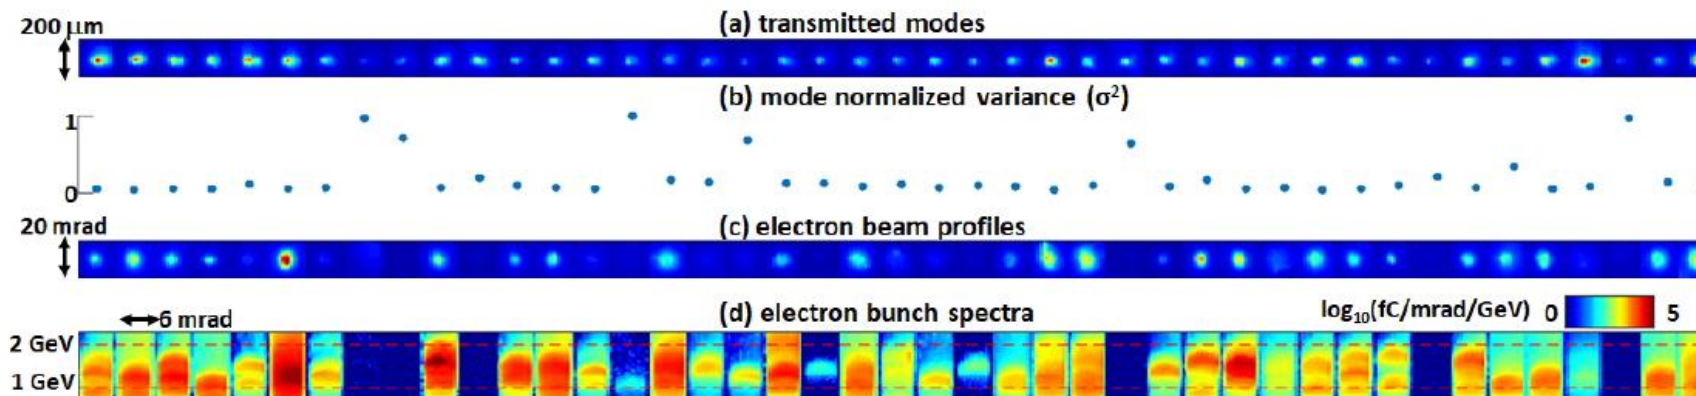 (a) transmitted modes
200 μm
(b) mode normalized variance (σ²)
1
0
(c) electron beam profiles
20 mrad
(d) electron bunch spectra
6 mrad
log₁₀(fC/mrad/GeV) 0 5
2 GeV
1 GeV